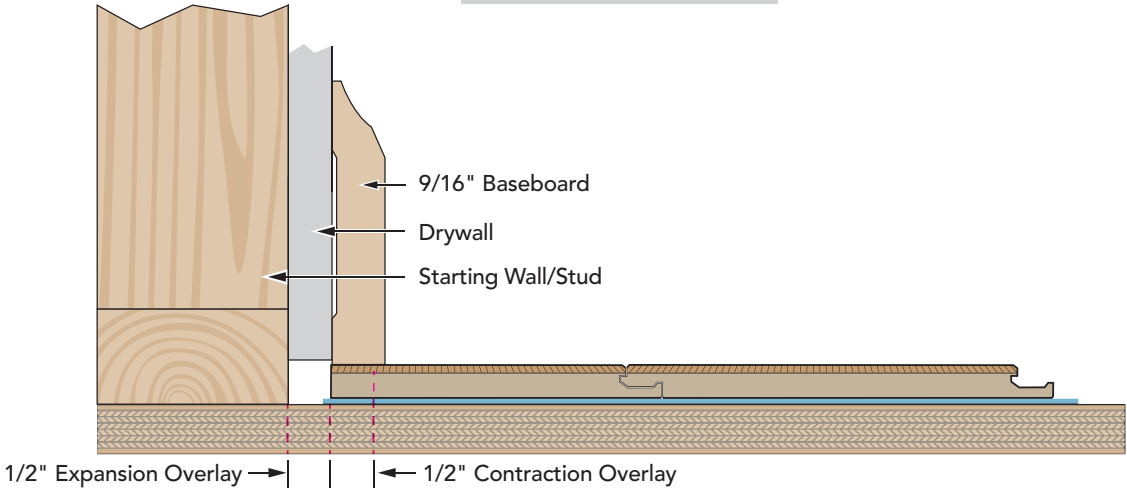 9/16" Baseboard
Drywall
Starting Wall/Stud
1/2" Expansion Overlay
1/2" Contraction Overlay